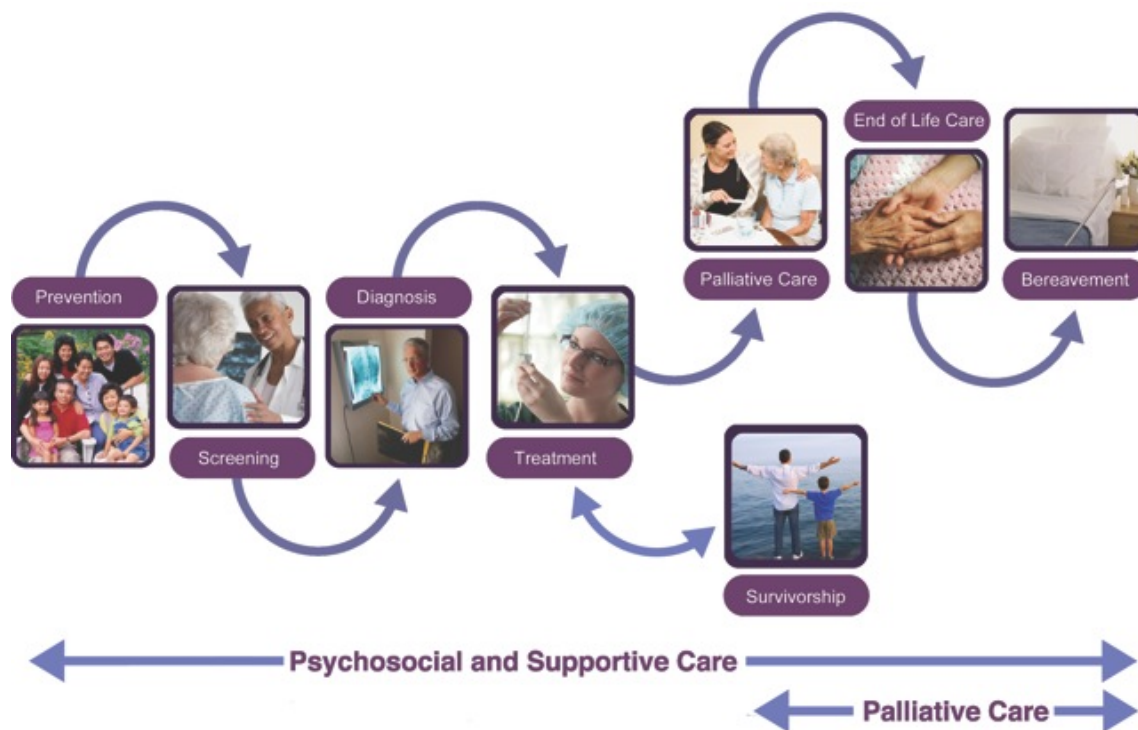 End of Life Care
Palliative Care
Bereavement
Prevention
Diagnosis
Screening
Treatment
Survivorship
Psychosocial and Supportive Care
Palliative Care